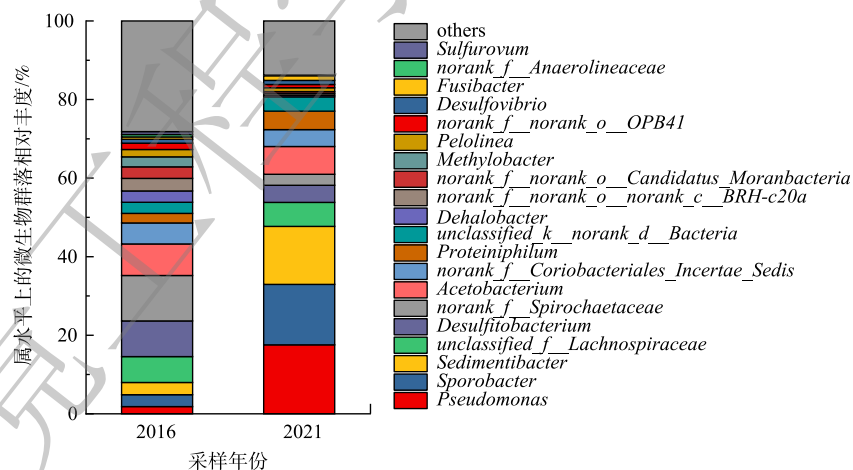 100
80
60
40
20
0
属水平上的微生物群落相对丰度/%
2016
2021
采样年份
others
Sulfurovum
norank_f__Anaerolineaceae
Fusibacter
Desulfovibrio
norank_f__norank_o__OPB41
Pelolinea
Methylobacter
norank_f__norank_o__Candidatus_Moranbacteria
norank_f__norank_o__norank_c__BRH-c20a
Dehalobacter
unclassified_k__norank_d__Bacteria
Proteiniphilum
norank_f__Coriobacteriales_Incertae_Sedis
Acetobacterium
norank_f__Spirochaetaceae
Desulfitobacterium
unclassified_f__Lachnospiraceae
Sedimentibacter
Sporobacter
Pseudomonas